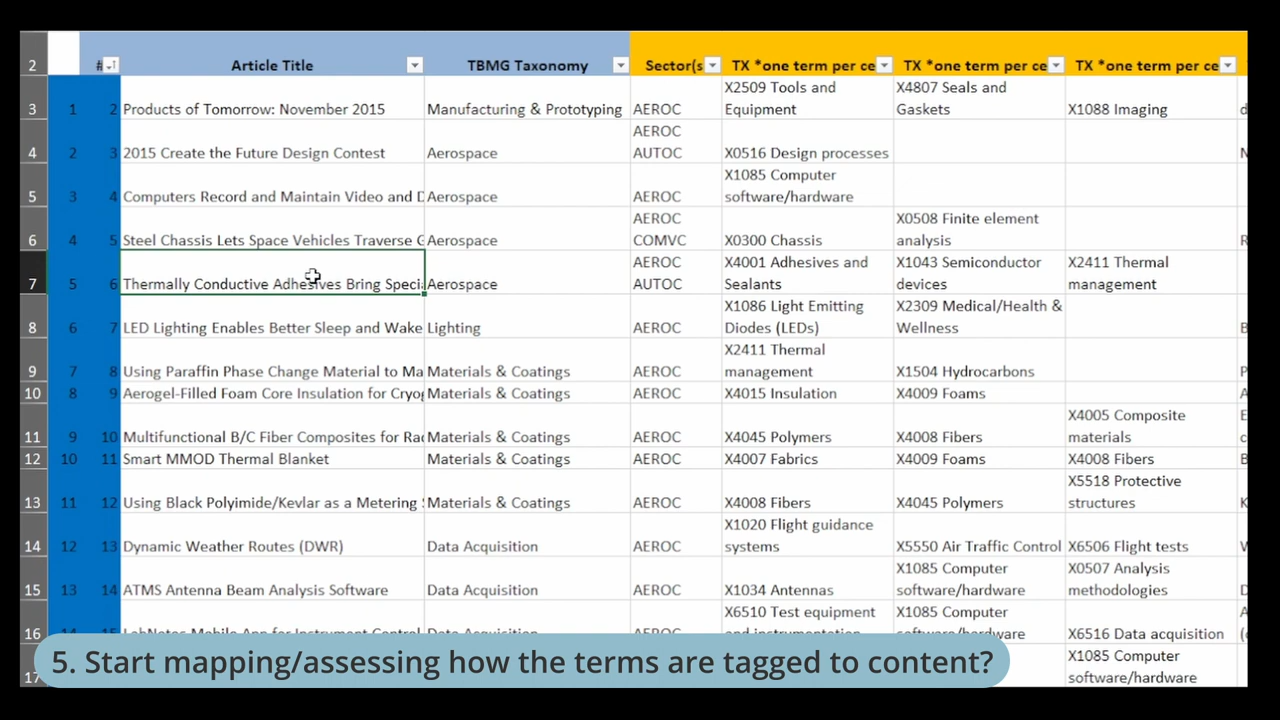 2 # Article Title TBMG Taxonomy Sector(s TX *one term per ce TX *one term per ce TX *one term per ce
X2509 Tools and X4807 Seals and
3 1 2 Products of Tomorrow: November 2015 Manufacturing & Prototyping AEROC Equipment Gaskets X1088 Imaging d
AEROC
4 2 3 2015 Create the Future Design Contest Aerospace AUTOC X0516 Design processes N
X1085 Computer
5 3 4 Computers Record and Maintain Video and D Aerospace AEROC software/hardware
AEROC X0508 Finite element
6 4 5 Steel Chassis Lets Space Vehicles Traverse G Aerospace COMVC X0300 Chassis analysis R
AEROC X4001 Adhesives and X1043 Semiconductor X2411 Thermal
7 5 6 Thermally Conductive Adhesives Bring Speci Aerospace AUTOC Sealants devices management
X1086 Light Emitting X2309 Medical/Health &
8 6 7 LED Lighting Enables Better Sleep and Wake Lighting AEROC Diodes (LEDs) Wellness B
X2411 Thermal
9 7 8 Using Paraffin Phase Change Material to Ma Materials & Coatings AEROC management X1504 Hydrocarbons P
10 8 9 Aerogel-Filled Foam Core Insulation for Cryo Materials & Coatings AEROC X4015 Insulation X4009 Foams A
X4005 Composite E
11 9 10 Multifunctional B/C Fiber Composites for Rad Materials & Coatings AEROC X4045 Polymers X4008 Fibers materials c
12 10 11 Smart MMOD Thermal Blanket Materials & Coatings AEROC X4007 Fabrics X4009 Foams X4008 Fibers B
X5518 Protective
13 11 12 Using Black Polyimide/Kevlar as a Metering Materials & Coatings AEROC X4008 Fibers X4045 Polymers structures K
X1020 Flight guidance
14 12 13 Dynamic Weather Routes (DWR) Data Acquisition AEROC systems X5550 Air Traffic Control X6506 Flight tests W
X1085 Computer X0507 Analysis
15 13 14 ATMS Antenna Beam Analysis Software Data Acquisition AEROC X1034 Antennas software/hardware methodologies D
X6510 Test equipment X1085 Computer A
16 X6516 Data acquisition (
X1085 Computer
17 software/hardware
5. Start mapping/assessing how the terms are tagged to content?